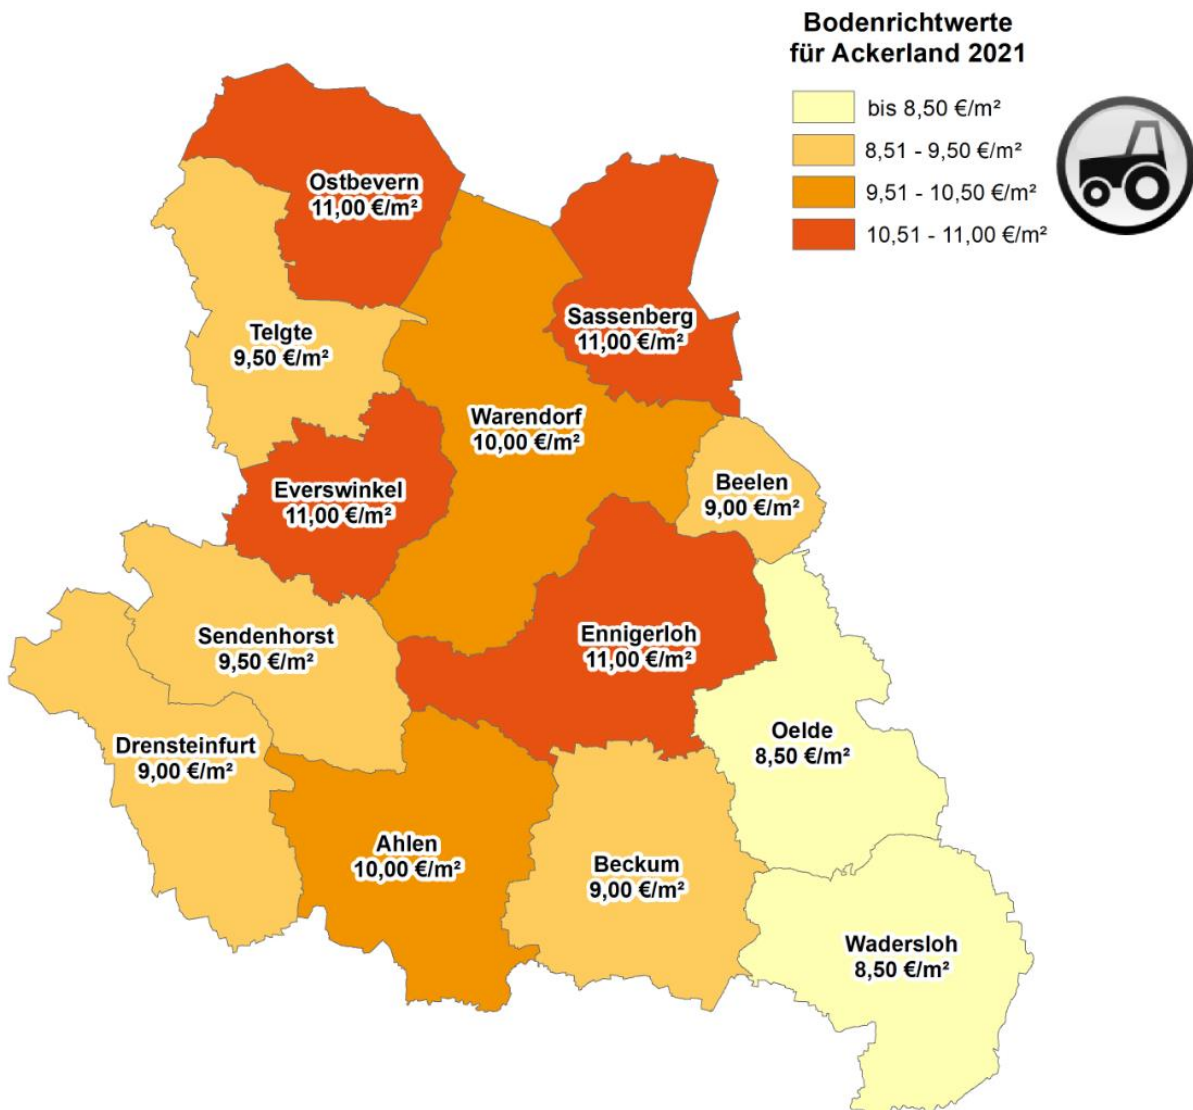 Bodenrichtwerte
für Ackerland 2021
bis 8,50 €/m²
8,51 - 9,50 €/m²
9,51 - 10,50 €/m²
10,51 - 11,00 €/m²
Ostbevern
11,00 €/m²
Sassenberg
11,00 €/m²
Telgte
9,50 €/m²
Warendorf
10,00 €/m²
Beelen
9,00 €/m²
Everswinkel
11,00 €/m²
Sendenhorst
9,50 €/m²
Ennigerloh
11,00 €/m²
Drensteinfurt
9,00 €/m²
Oelde
8,50 €/m²
Ahlen
10,00 €/m²
Beckum
9,00 €/m²
Wadersloh
8,50 €/m²